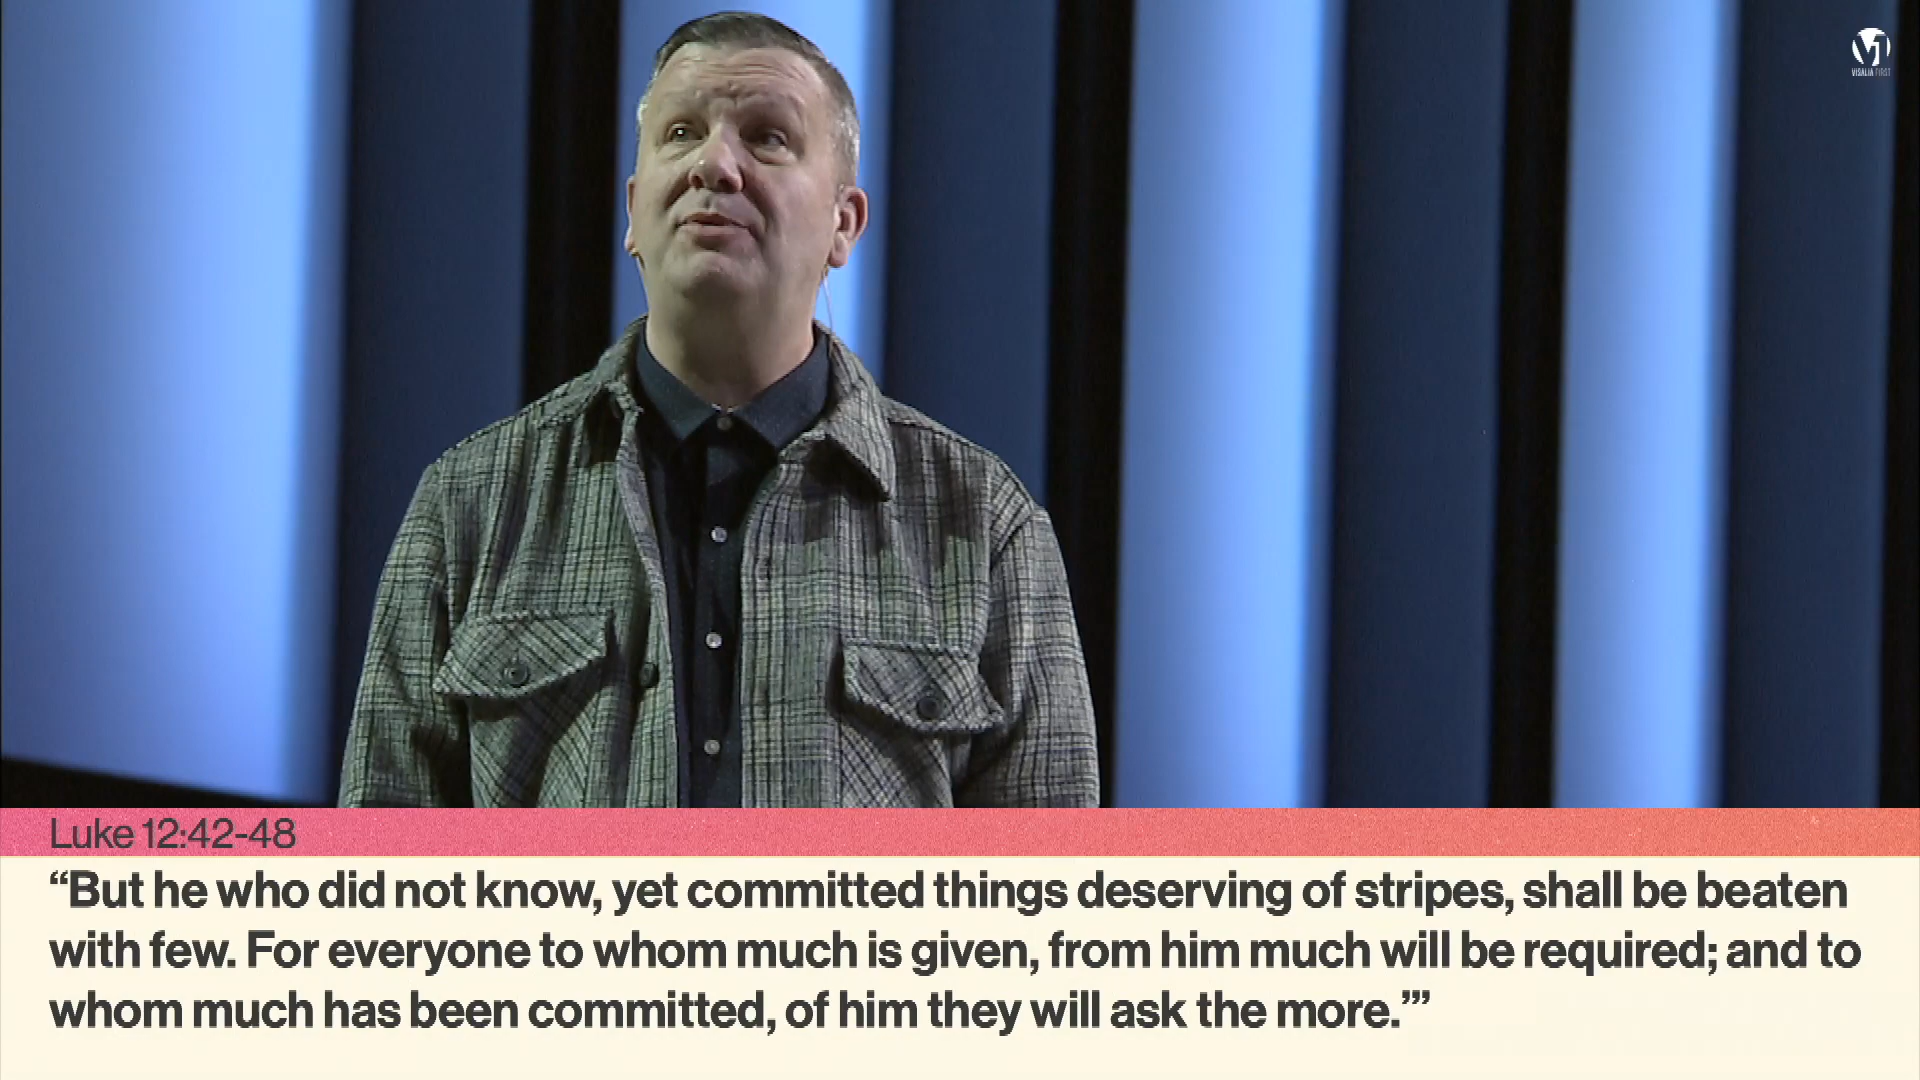 VISALIA FIRST
Luke 12:42-48
“But he who did not know, yet committed things deserving of stripes, shall be beaten
with few. For everyone to whom much is given, from him much will be required; and to
whom much has been committed, of him they will ask the more.’”